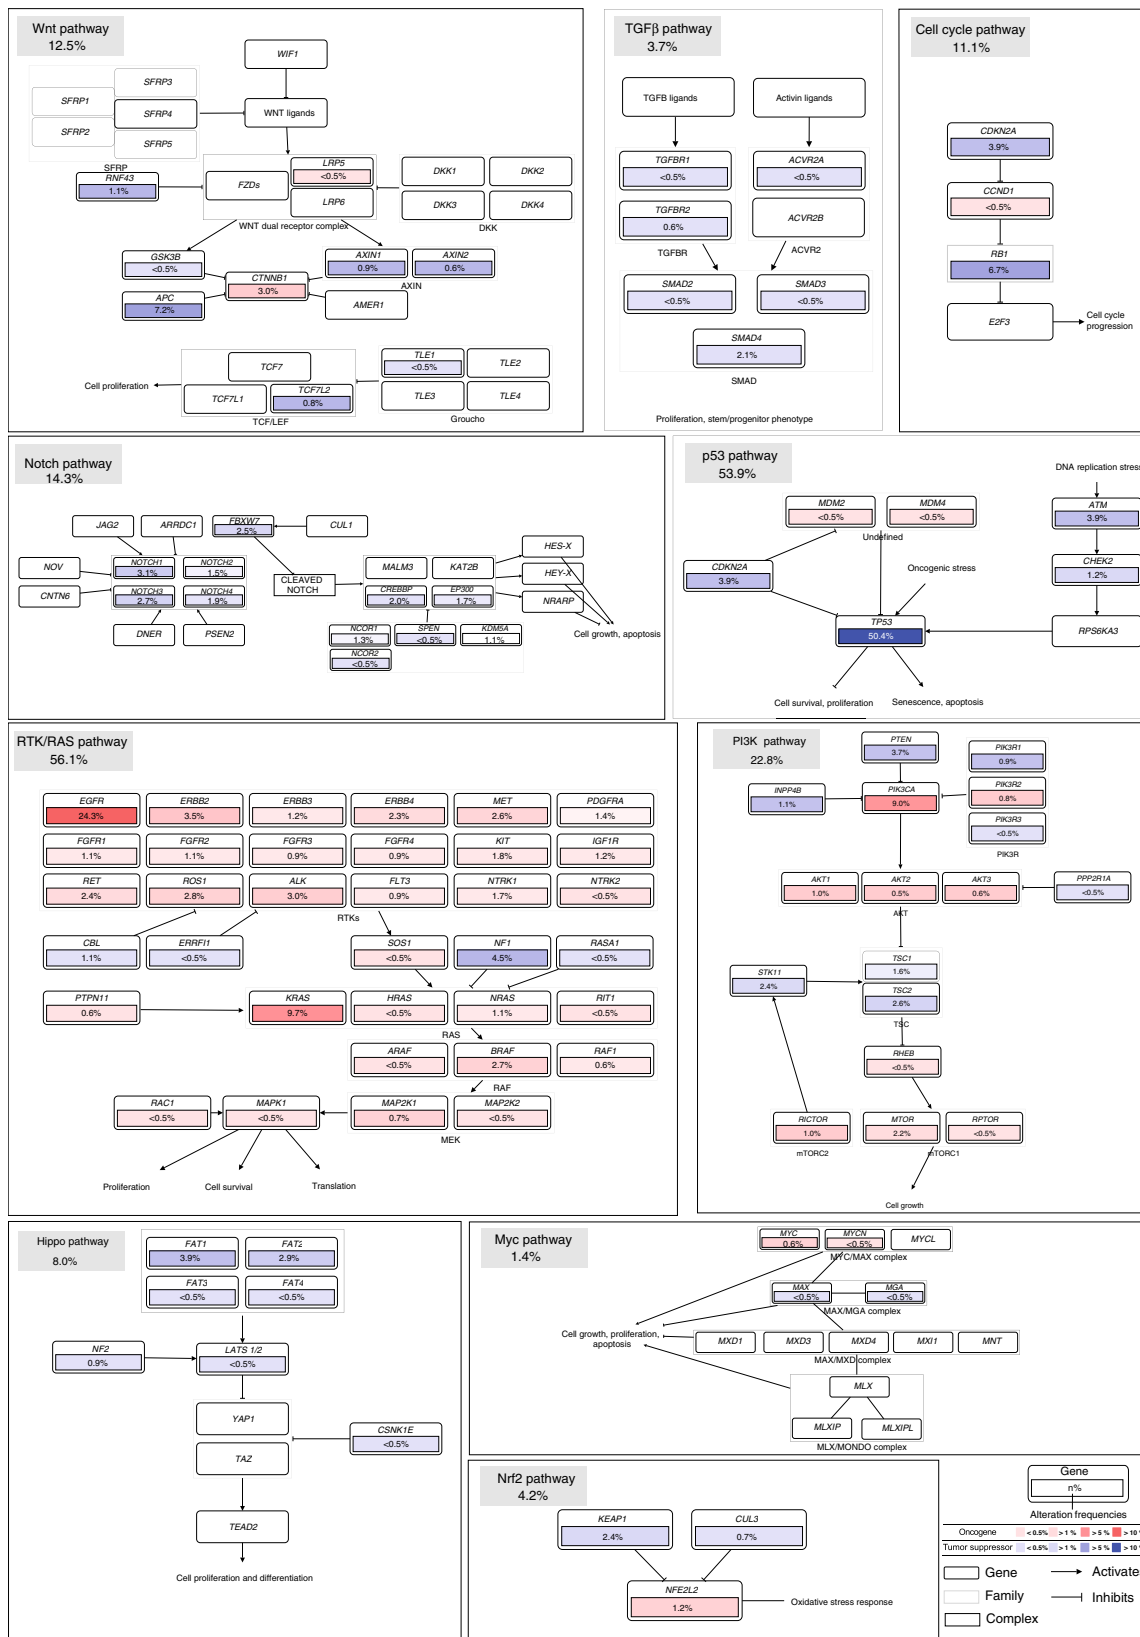 Wnt pathway
12.5%
WIF1
SFRP3
SFRP1
SFRP4
SFRP2
SFRP5
SFRP
WNT ligands
RNF43
1.1%
FZDs
LRP5
<0.5%
LRP6
WNT dual receptor complex
DKK1
DKK2
DKK3
DKK4
DKK
GSK3B
<0.5%
AXIN1
0.9%
AXIN2
0.6%
AXIN
CTNNB1
3.0%
APC
7.2%
AMER1
TCF7
TCF7L1
TCF7L2
0.8%
TCF/LEF
Cell proliferation
TLE1
<0.5%
TLE2
TLE3
TLE4
Groucho
TGFβ pathway
3.7%
TGFB ligands
Activin ligands
TGFBR1
<0.5%
ACVR2A
<0.5%
TGFBR2
0.6%
ACVR2B
TGFBR
ACVR2
SMAD2
<0.5%
SMAD3
<0.5%
SMAD4
2.1%
SMAD
Proliferation, stem/progenitor phenotype
Cell cycle pathway
11.1%
CDKN2A
3.9%
CCND1
<0.5%
RB1
6.7%
E2F3
Cell cycle
progression
Notch pathway
14.3%
JAG2
ARRDC1
FBXW7
2.5%
CUL1
NOV
CNTN6
NOTCH1
3.1%
NOTCH2
1.5%
NOTCH3
2.7%
NOTCH4
1.9%
DNER
PSEN2
CLEAVED
NOTCH
MALM3
KAT2B
CREBBP
2.0%
EP300
1.7%
NCOR1
1.3%
SPEN
<0.5%
KDM5A
1.1%
NCOR2
<0.5%
HES-X
HEY-X
NRARP
Cell growth, apoptosis
p53 pathway
53.9%
DNA replication stress
MDM2
<0.5%
MDM4
<0.5%
Undefined
ATM
3.9%
CHEK2
1.2%
CDKN2A
3.9%
Oncogenic stress
TP53
50.4%
RPS6KA3
Cell survival, proliferation
Senescence, apoptosis
RTK/RAS pathway
56.1%
EGFR
24.3%
ERBB2
3.5%
ERBB3
1.2%
ERBB4
2.3%
MET
2.6%
PDGFRA
1.4%
FGFR1
1.1%
FGFR2
1.1%
FGFR3
0.9%
FGFR4
0.9%
KIT
1.8%
IGF1R
1.2%
RET
2.4%
ROS1
2.8%
ALK
3.0%
FLT3
0.9%
NTRK1
1.7%
NTRK2
<0.5%
RTKs
CBL
1.1%
ERRFI1
<0.5%
SOS1
<0.5%
NF1
4.5%
RASA1
<0.5%
PTPN11
0.6%
KRAS
9.7%
HRAS
<0.5%
NRAS
1.1%
RIT1
<0.5%
RAS
ARAF
<0.5%
BRAF
2.7%
RAF1
0.6%
RAF
RAC1
<0.5%
MAPK1
<0.5%
MAP2K1
0.7%
MAP2K2
<0.5%
MEK
Proliferation
Cell survival
Translation
PI3K pathway
22.8%
PTEN
3.7%
PIK3R1
0.9%
INPP4B
1.1%
PIK3CA
9.0%
PIK3R2
0.8%
PIK3R3
<0.5%
PIK3R
AKT1
1.0%
AKT2
0.5%
AKT3
0.6%
PPP2R1A
<0.5%
AKT
STK11
2.4%
TSC1
1.6%
TSC2
2.6%
TSC
RHEB
<0.5%
RICTOR
1.0%
mTORC2
MTOR
2.2%
RPTOR
<0.5%
mTORC1
Cell growth
Hippo pathway
8.0%
FAT1
3.9%
FAT2
2.9%
FAT3
<0.5%
FAT4
<0.5%
NF2
0.9%
LATS 1/2
<0.5%
YAP1
TAZ
CSNK1E
<0.5%
TEAD2
Cell proliferation and differentiation
Myc pathway
1.4%
MYC
0.6%
MYCN
<0.5%
MYCL
MYC/MAX complex
MAX
<0.5%
MGA
<0.5%
MAX/MGA complex
Cell growth, proliferation,
apoptosis
MXD1
MXD3
MXD4
MXI1
MNT
MAX/MXD complex
MLX
MLXIP
MLXIPL
MLX/MONDO complex
Nrf2 pathway
4.2%
KEAP1
2.4%
CUL3
0.7%
NFE2L2
1.2%
Oxidative stress response
Gene
n%
Alteration frequencies
Oncogene < 0.5% > 1 % > 5 % > 10
Tumor suppressor < 0.5% > 1 % > 5 % > 10
Gene
Activates
Family
Inhibits
Complex